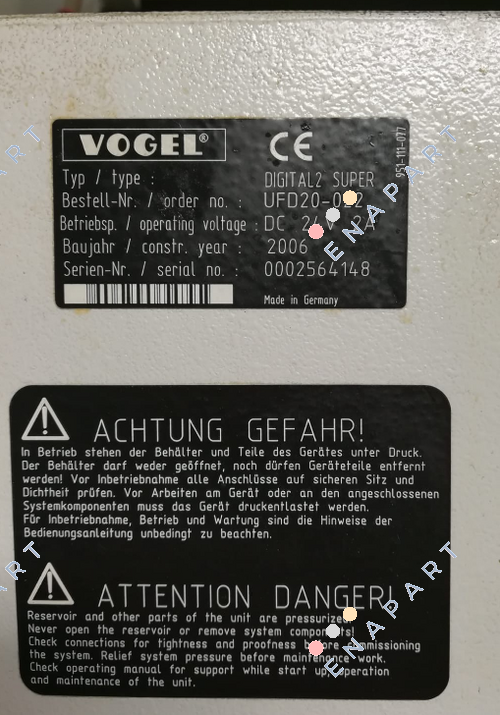 VOGEL®
CE
951-111-077
Typ / type : DIGITAL2 SUPER
Bestell-Nr. / order no. :
Betriebsp. / operating voltage : DC 2A
Baujahr / constr. year : 2006
Serien-Nr. / serial no. : 0002564148
Made in Germany
ENAPART
ACHTUNG GEFAHR!
In Betrieb stehen der Behälter und Teile des Gerätes unter Druck.
Der Behälter darf weder geöffnet, noch dürfen Geräteteile entfernt
werden! Vor Inbetriebnahme alle Anschlüsse auf sicheren Sitz und
Dichtheit prüfen. Vor Arbeiten am Gerät oder an den angeschlossenen
Systemkomponenten muss das Gerät druckentlastet werden.
Für Inbetriebnahme, Betrieb und Wartung sind die Hinweise der
Bedienungsanleitung unbedingt zu beachten.
ATTENTION DANGER!
Reservoir and other parts of the unit are pressurized
Never open the reservoir or remove system components!
Check connections for tightness and proofness before commissioning
the system. Relief system pressure before maintenance work.
Check operating manual for support while start up, operation
and maintenance of the unit.
ENAPART